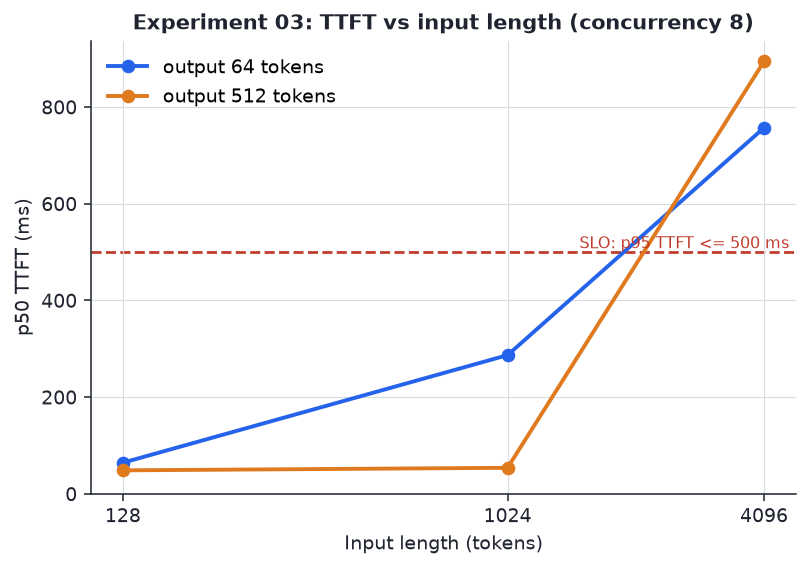 Experiment 03: TTFT vs input length (concurrency 8)
output 64 tokens
output 512 tokens
800
600
SLO: p95 TTFT <= 500 ms
400
200
0
p50 TTFT (ms)
128
1024
4096
Input length (tokens)